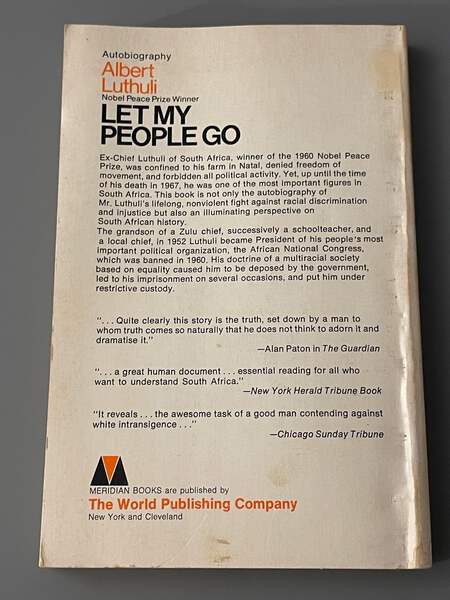 Autobiography
Albert
Luthuli
Nobel Peace Prize Winner
LET MY
PEOPLE GO
Ex-Chief Luthuli of South Africa, winner of the 1960 Nobel Peace
Prize, was confined to his farm in Natal, denied freedom of
movement, and forbidden all political activity. Yet, up until the time
of his death in 1967, he was one of the most important figures in
South Africa. This book is not only the autobiography of
Mr. Luthuli's lifelong, nonviolent fight against racial discrimination
and injustice but also an illuminating perspective on
South African history.
The grandson of a Zulu chief, successively a schoolteacher, and
a local chief, in 1952 Luthuli became President of his people's most
important political organization, the African National Congress,
which was banned in 1960. His doctrine of a multiracial society
based on equality caused him to be deposed by the government,
led to his imprisonment on several occasions, and put him under
restrictive custody.
". . . Quite clearly this story is the truth, set down by a man to
whom truth comes so naturally that he does not think to adorn it and
dramatise it."
—Alan Paton in The Guardian
". . . a great human document . . . essential reading for all who
want to understand South Africa."
—New York Herald Tribune Book
"It reveals . . . the awesome task of a good man contending against
white intransigence . . ."
—Chicago Sunday Tribune
MERIDIAN BOOKS are published by
The World Publishing Company
New York and Cleveland